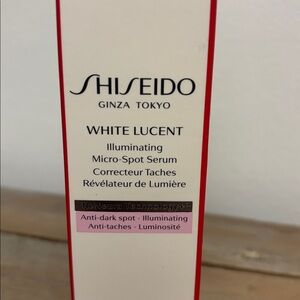 SHISEIDO
GINZA TOKYO
WHITE LUCENT
Illuminating
Micro-Spot Serum
Correcteur Taches
Révélateur de Lumière
Anti-dark spot · Illuminating
Anti-taches · Luminosité